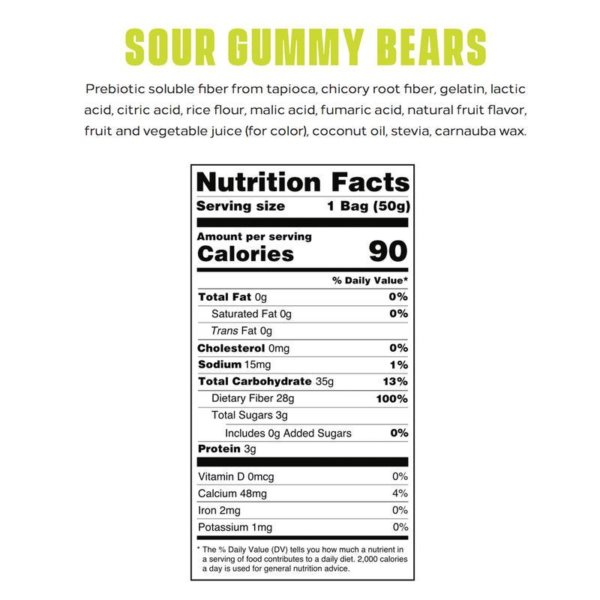 SOUR GUMMY BEARS
Prebiotic soluble fiber from tapioca, chicory root fiber, gelatin, lactic
acid, citric acid, rice flour, malic acid, fumaric acid, natural fruit flavor,
fruit and vegetable juice (for color), coconut oil, stevia, carnauba wax.
Nutrition Facts
Serving size 1 Bag (50g)
Amount per serving
Calories 90
% Daily Value*
Total Fat 0g 0%
Saturated Fat 0g 0%
Trans Fat 0g
Cholesterol 0mg 0%
Sodium 15mg 1%
Total Carbohydrate 35g 13%
Dietary Fiber 28g 100%
Total Sugars 3g
Includes 0g Added Sugars 0%
Protein 3g
Vitamin D 0mcg 0%
Calcium 48mg 4%
Iron 2mg 0%
Potassium 1mg 0%
* The % Daily Value (DV) tells you how much a nutrient in
a serving of food contributes to a daily diet. 2,000 calories
a day is used for general nutrition advice.